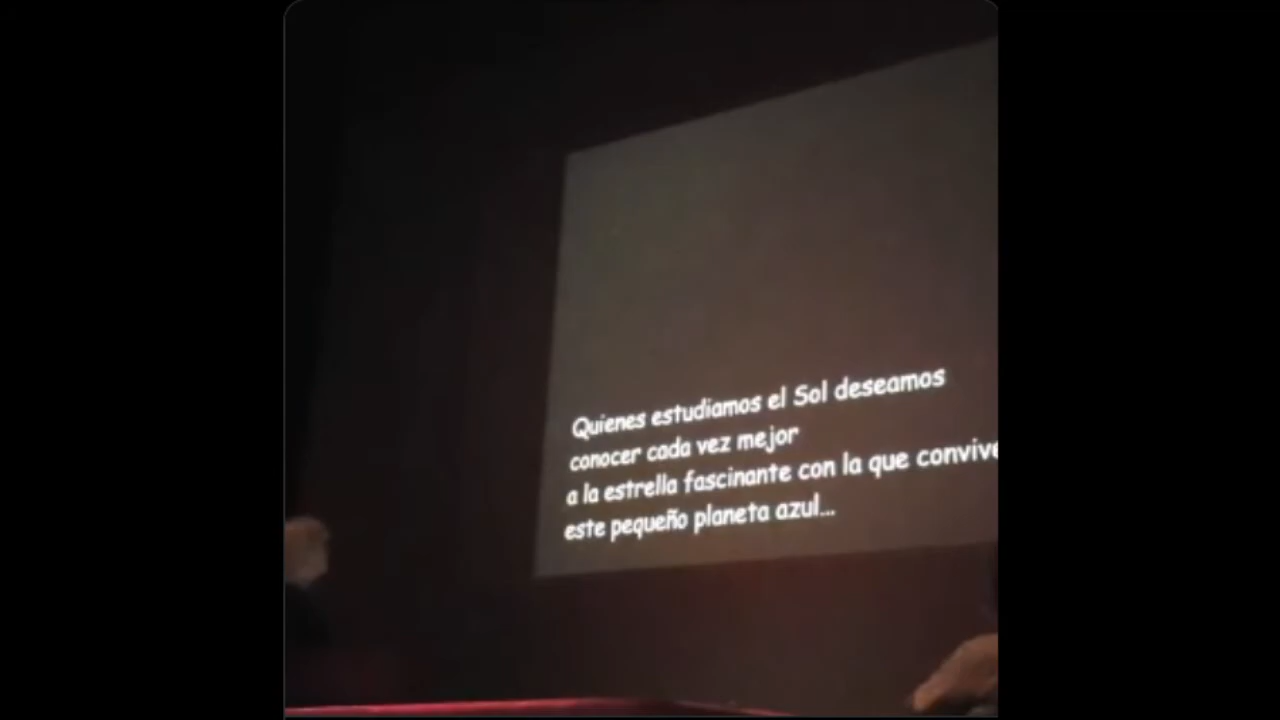 Quienes estudiamos el Sol deseamos
conocer cada vez mejor
a la estrella fascinante con la que convive
este pequeño planeta azul...